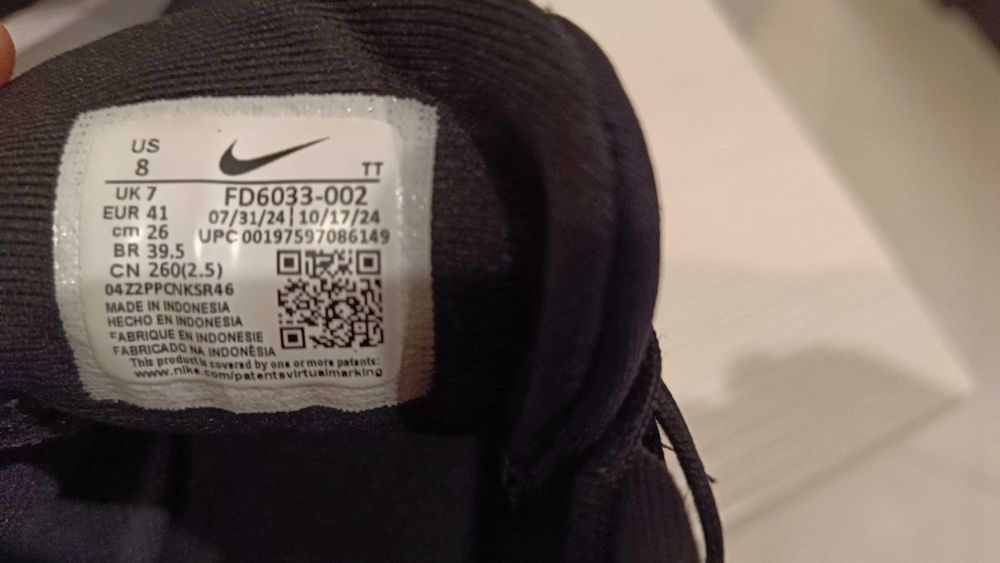 US
8
TT
UK 7
FD6033-002
EUR 41
07/31/24 | 10/17/24
cm 26
UPC 00197597086149
BR 39.5
CN 260(2.5)
04Z2PPCNKSR46
MADE IN INDONESIA
HECHO EN INDONESIA
FABRIQUE EN INDONESIE
FABRICADO NA INDONÈSIA
This product is covered by one or more patents:
www.nike.com/patentsvirtualmarking